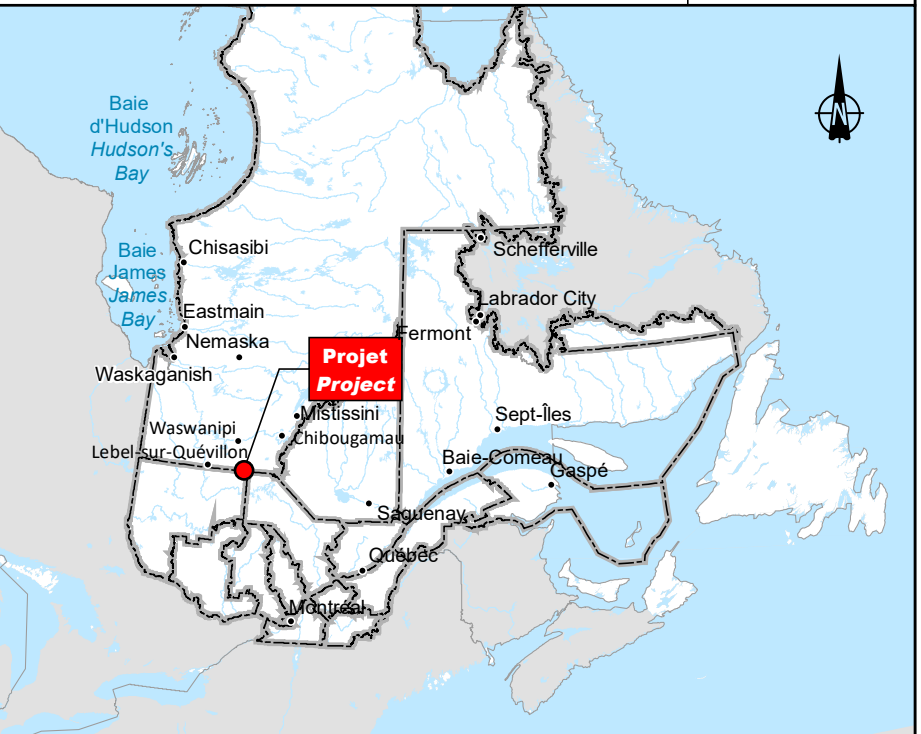 N
Baie
d'Hudson
Hudson's
Bay
Chisasibi
Schefferville
Baie
James
James
Bay
Labrador City
Eastmain
Fermont
Nemaska
Projet
Project
Waskaganish
Mistissini
Sept-Îles
Waswanipi
Chibougamau
Lebel-sur-Quévillon
Baie-Comeau
Gaspé
Saguenay
Québec
Montréal